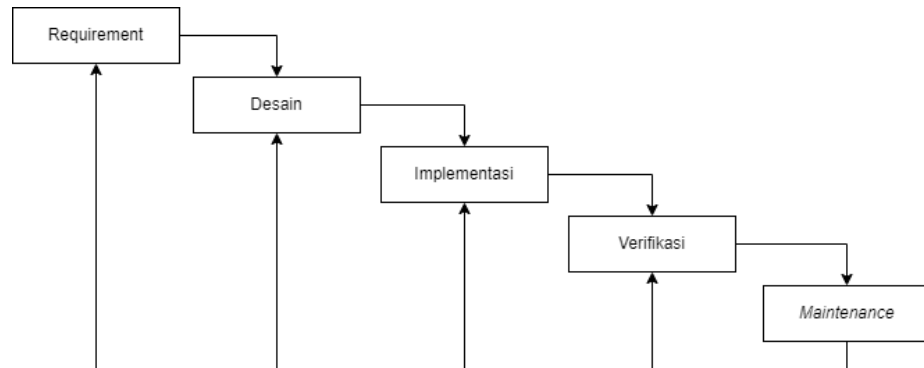 Requirement
Desain
Implementasi
Verifikasi
Maintenance